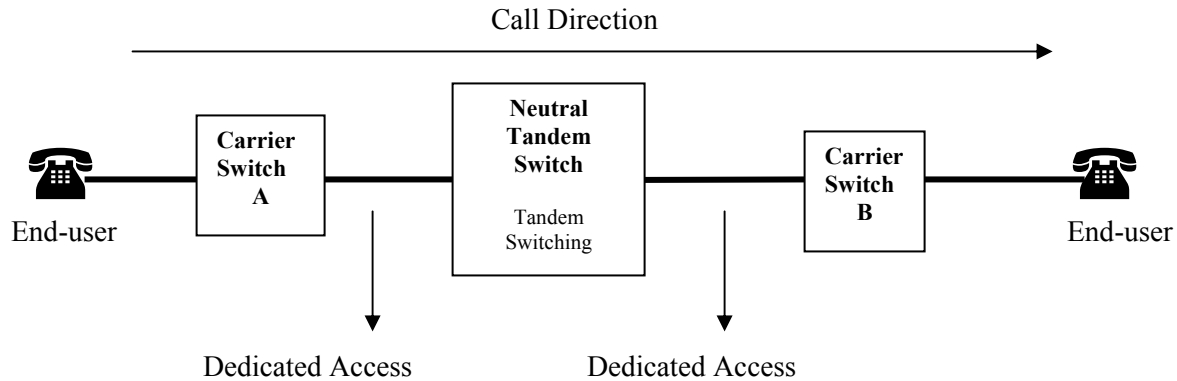 Call Direction
Neutral
Tandem
Switch
Tandem
Switching
Carrier
Switch
A
Carrier
Switch
B
End-user
End-user
Dedicated Access
Dedicated Access